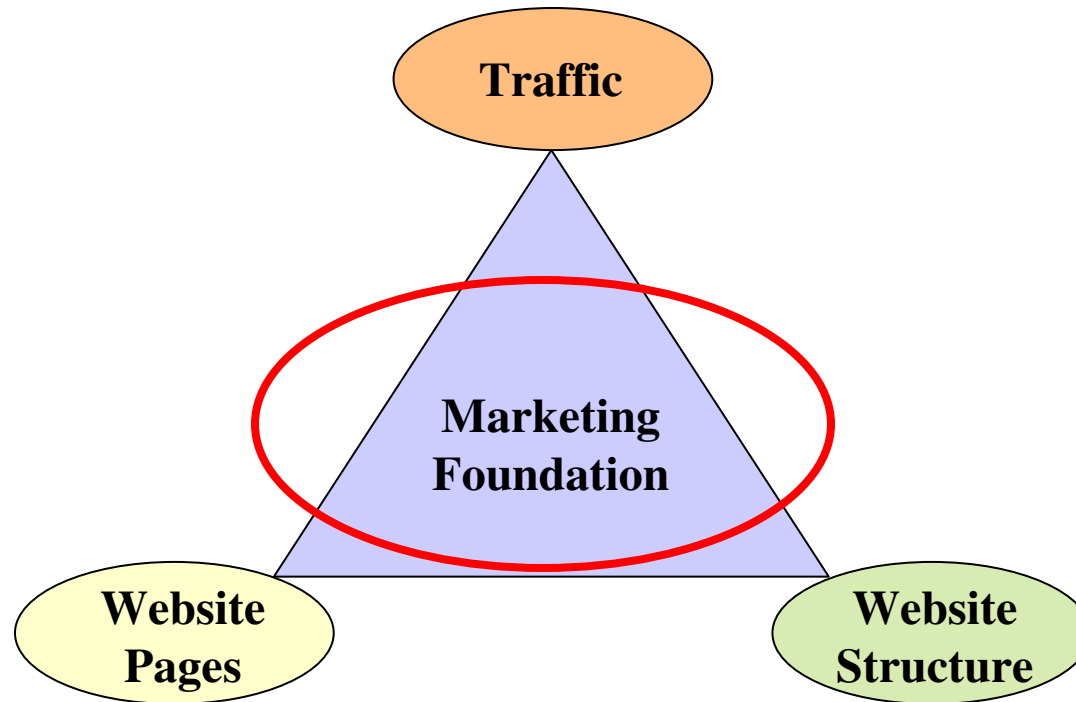 Traffic
Marketing
Foundation
Website
Pages
Website
Structure